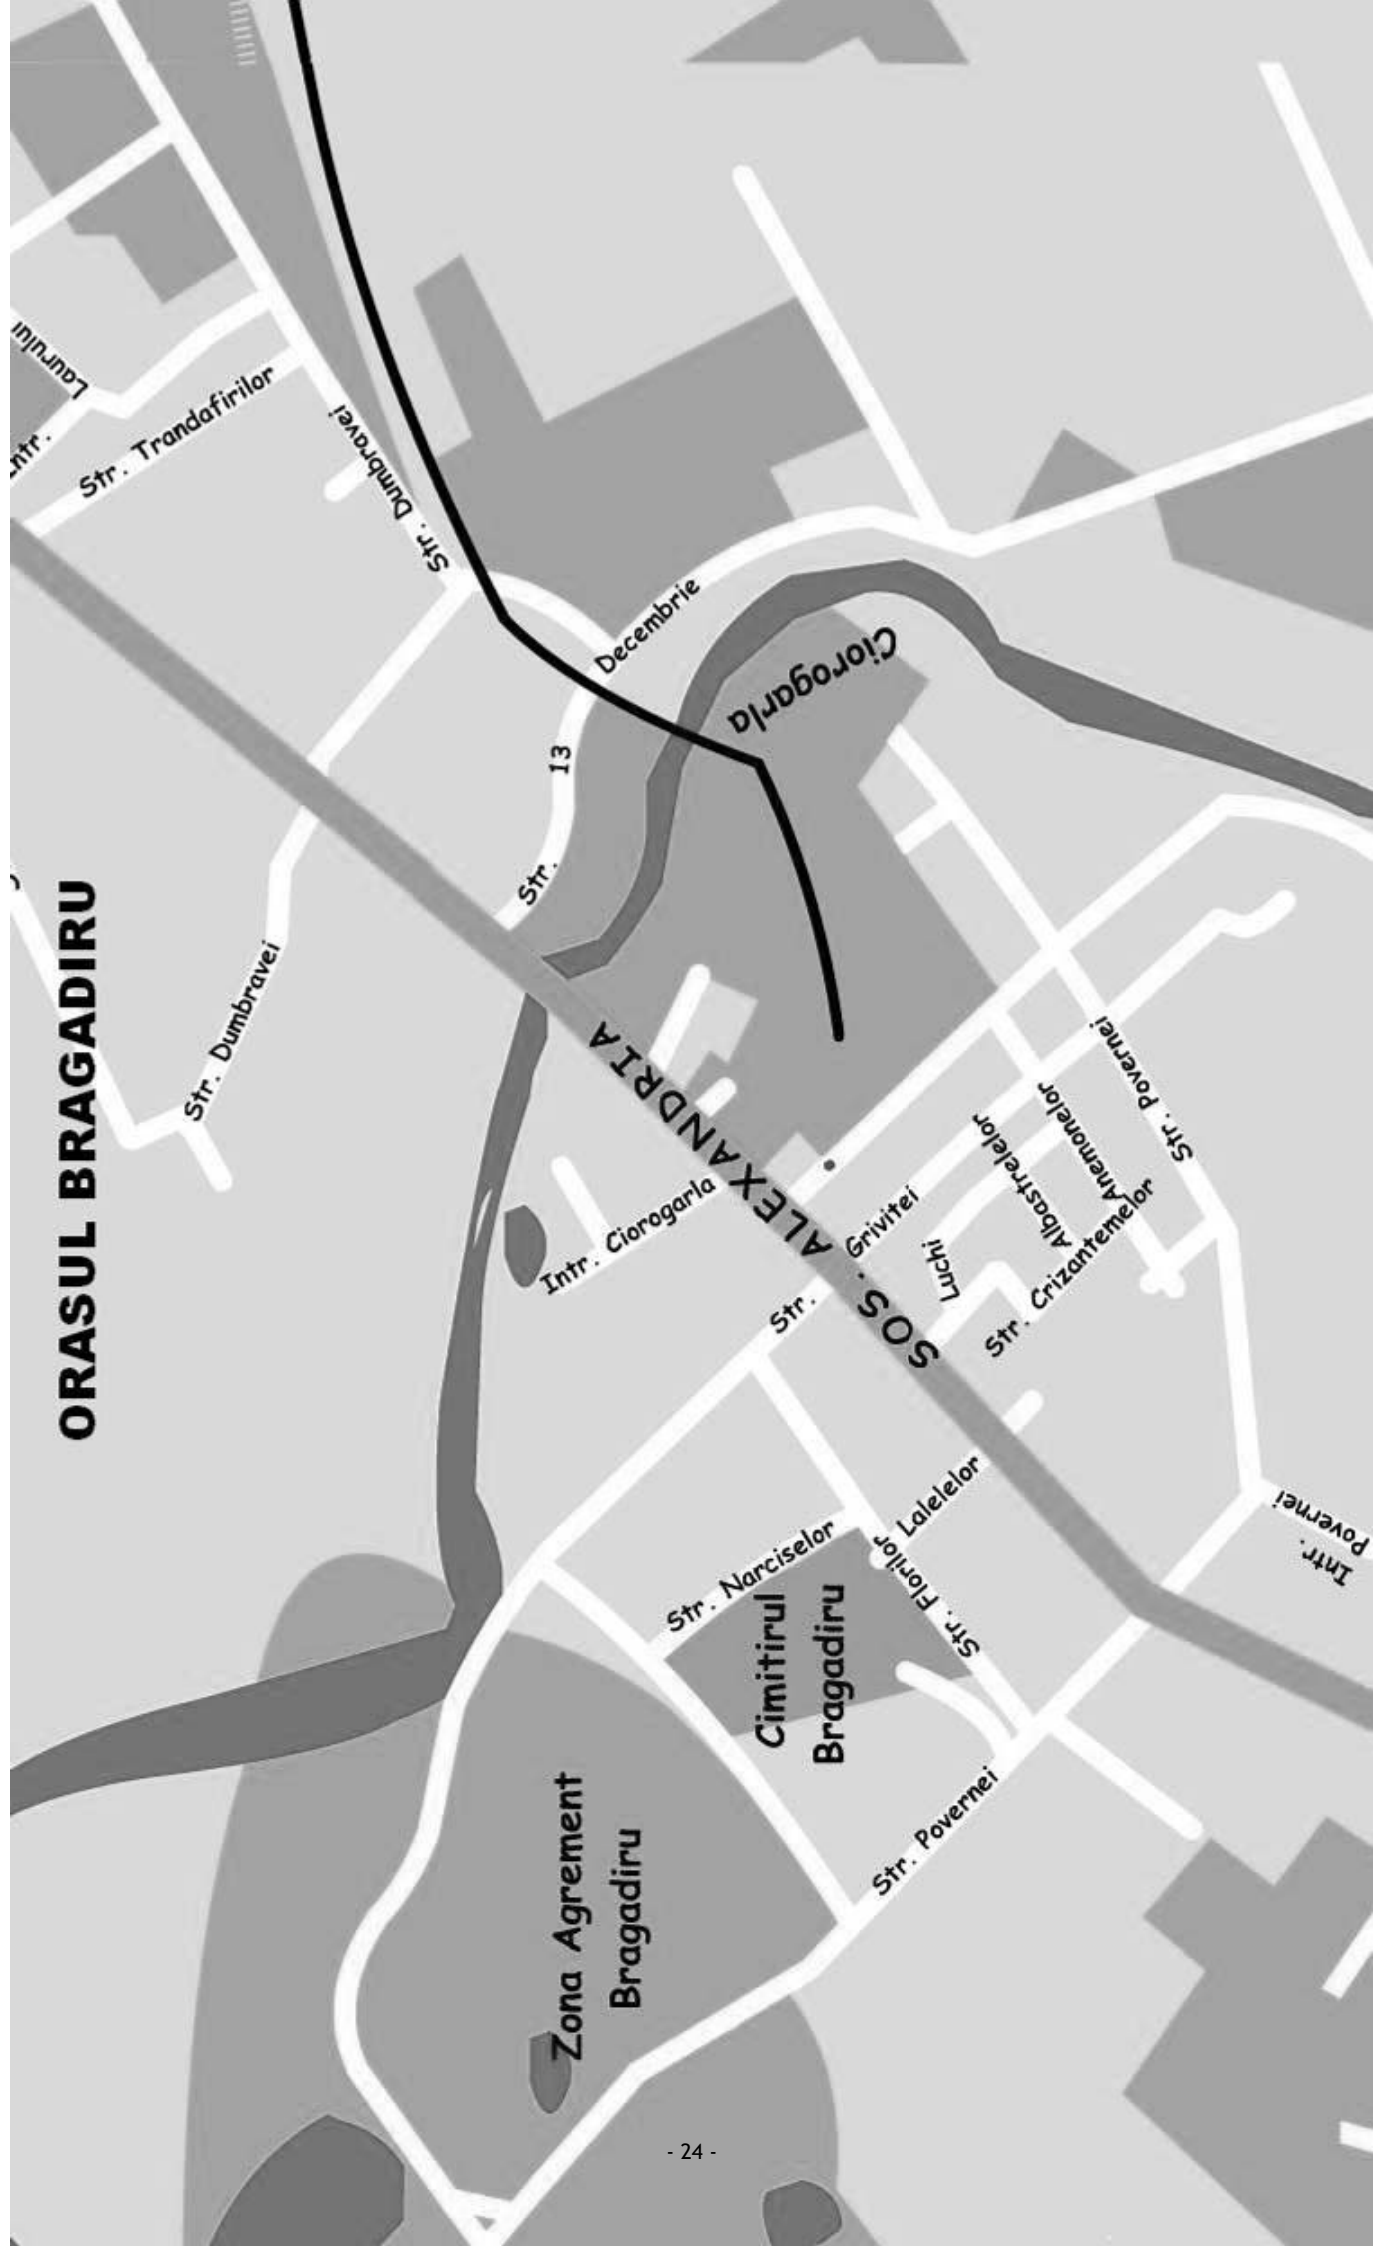 ORASUL BRAGADIRU
Laurului
Intr.
Str. Trandafirilor
Str. Dumbravei
Str. 13 Decembrie
Ciorogarla
Str. Dumbravei
SOS. ALEXANDRIA
Intr. Ciorogarla
Str. Grivitei
Luchi
Albastrelelor
Anemonelor
Str. Crizantemelor
Str. Povernei
Intr.
Povernei
Lalelelor
Str. Florilor
Str. Narciselor
Cimitirul
Bragadiru
Str. Povernei
Zona Agrement
Bragadiru
- 24 -